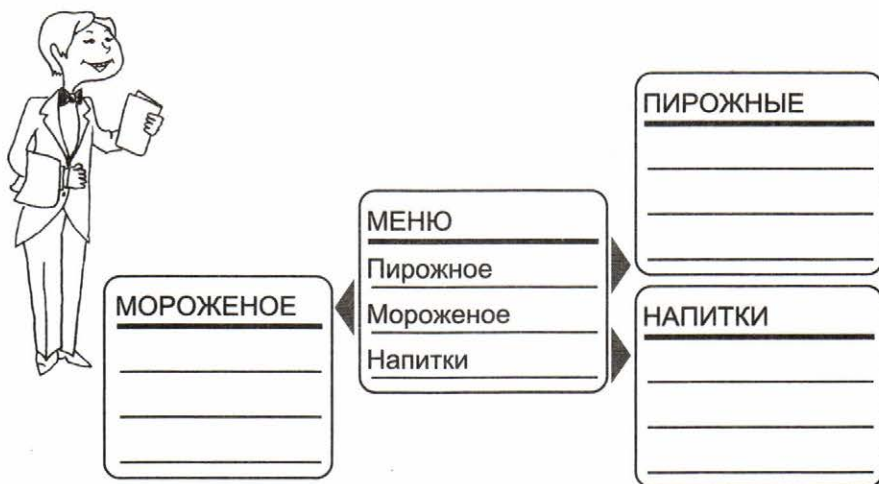 ПИРОЖНЫЕ
МЕНЮ
Пирожное
Мороженое
Напитки
МОРОЖЕНОЕ
НАПИТКИ